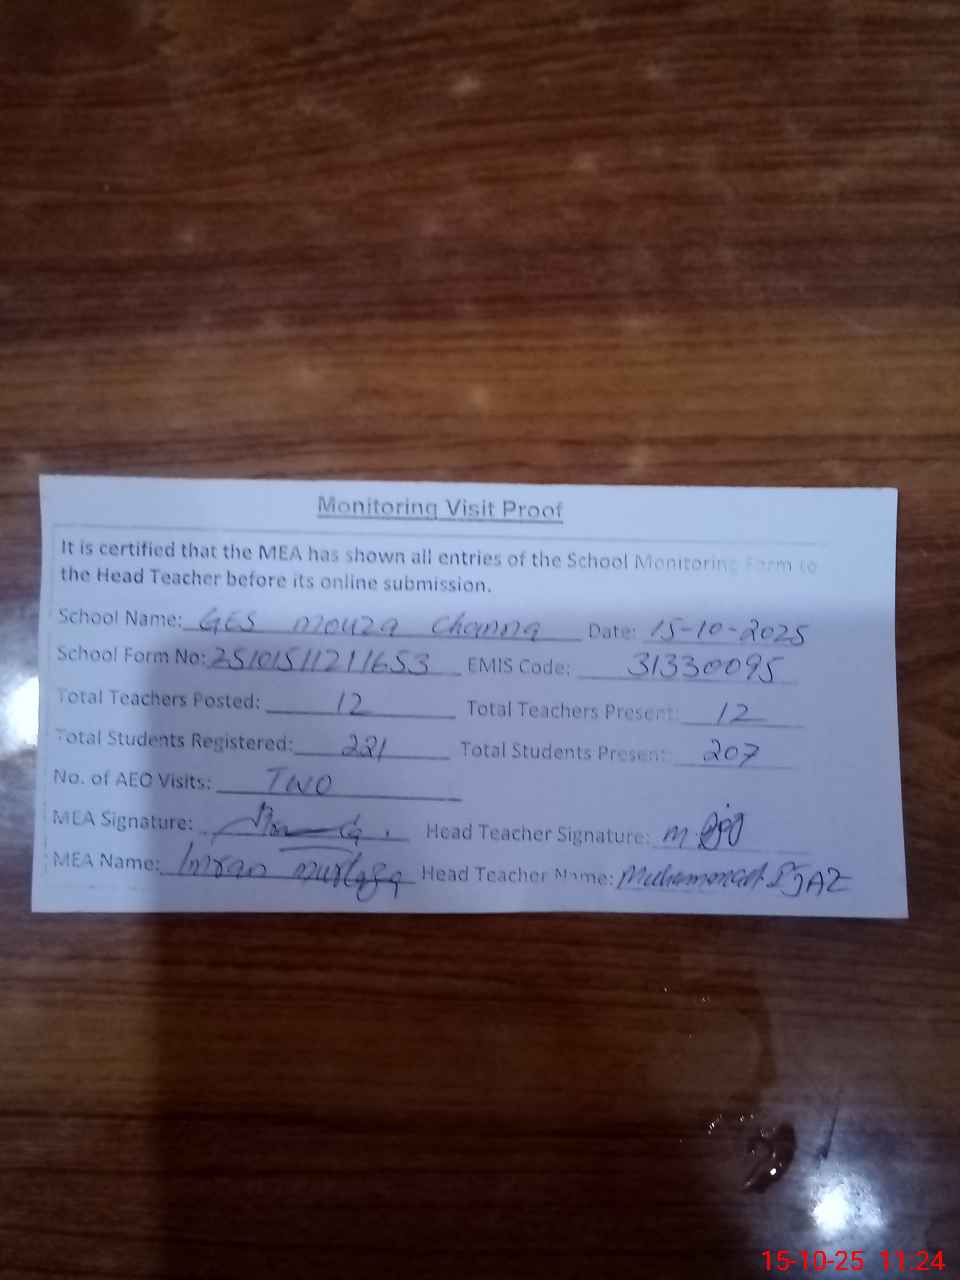 Monitoring Visit Proof
It is certified that the MEA has shown all entries of the School Monitoring Form to
the Head Teacher before its online submission.
School Name: GES Mouza Channa Date: 15-10-2025
School Form No: 25101511211653 EMIS Code: 31330095
Total Teachers Posted: 12 Total Teachers Present: 12
Total Students Registered: 221 Total Students Present: 207
No. of AEO Visits: TWO
MEA Signature: Head Teacher Signature: M.
MEA Name: Imran Murtaza Head Teacher Name: Muhammad IJAZ
15-10-25 11:24